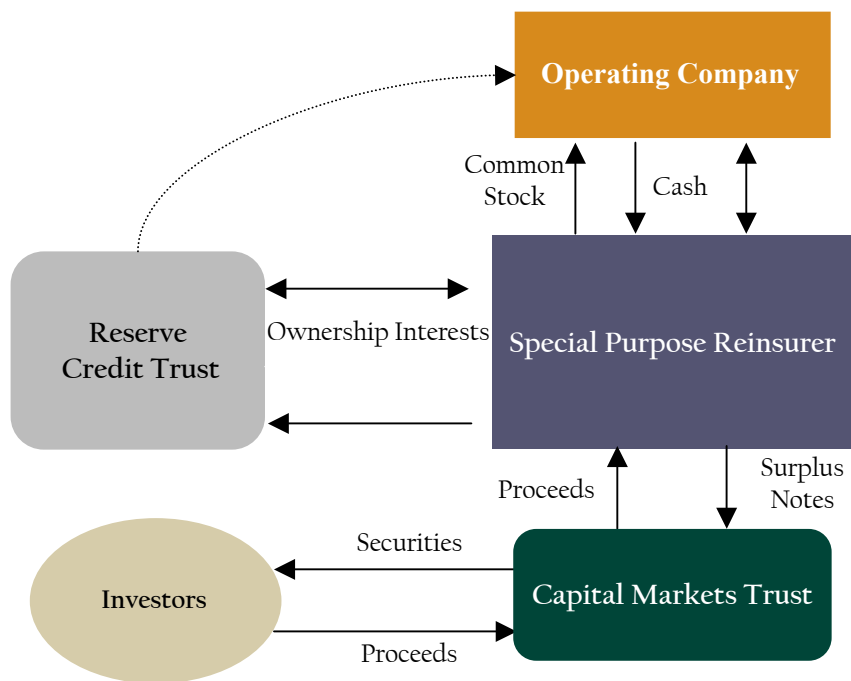 Operating Company
Common
Stock
Cash
Reserve
Credit Trust
Ownership Interests
Special Purpose Reinsurer
Proceeds
Surplus
Notes
Securities
Investors
Capital Markets Trust
Proceeds